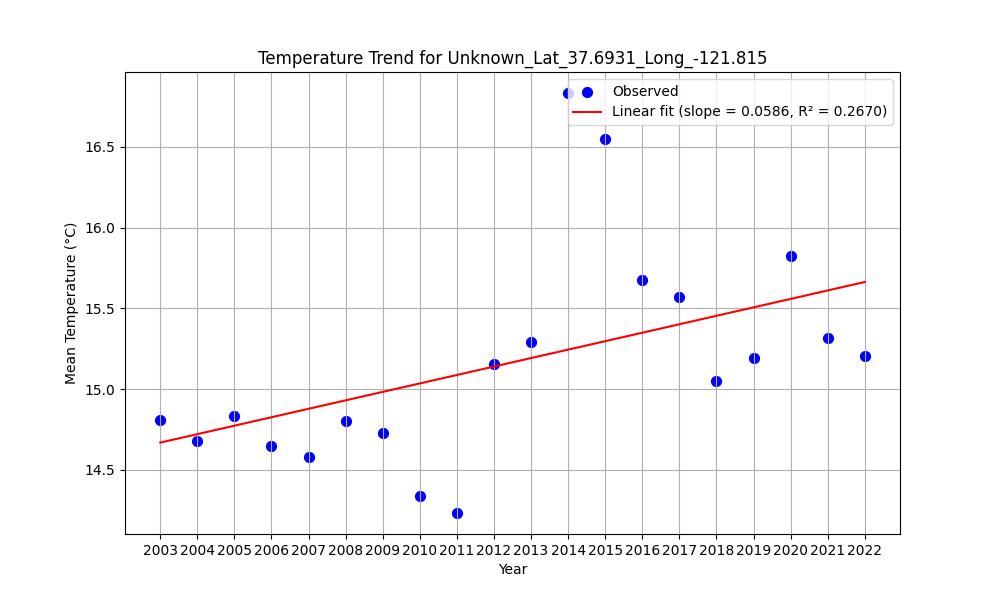 Temperature Trend for Unknown_Lat_37.6931_Long_-121.815
Observed
Linear fit (slope = 0.0586, R² = 0.2670)
Mean Temperature (°C)
16.5
16.0
15.5
15.0
14.5
2003 2004 2005 2006 2007 2008 2009 2010 2011 2012 2013 2014 2015 2016 2017 2018 2019 2020 2021 2022
Year